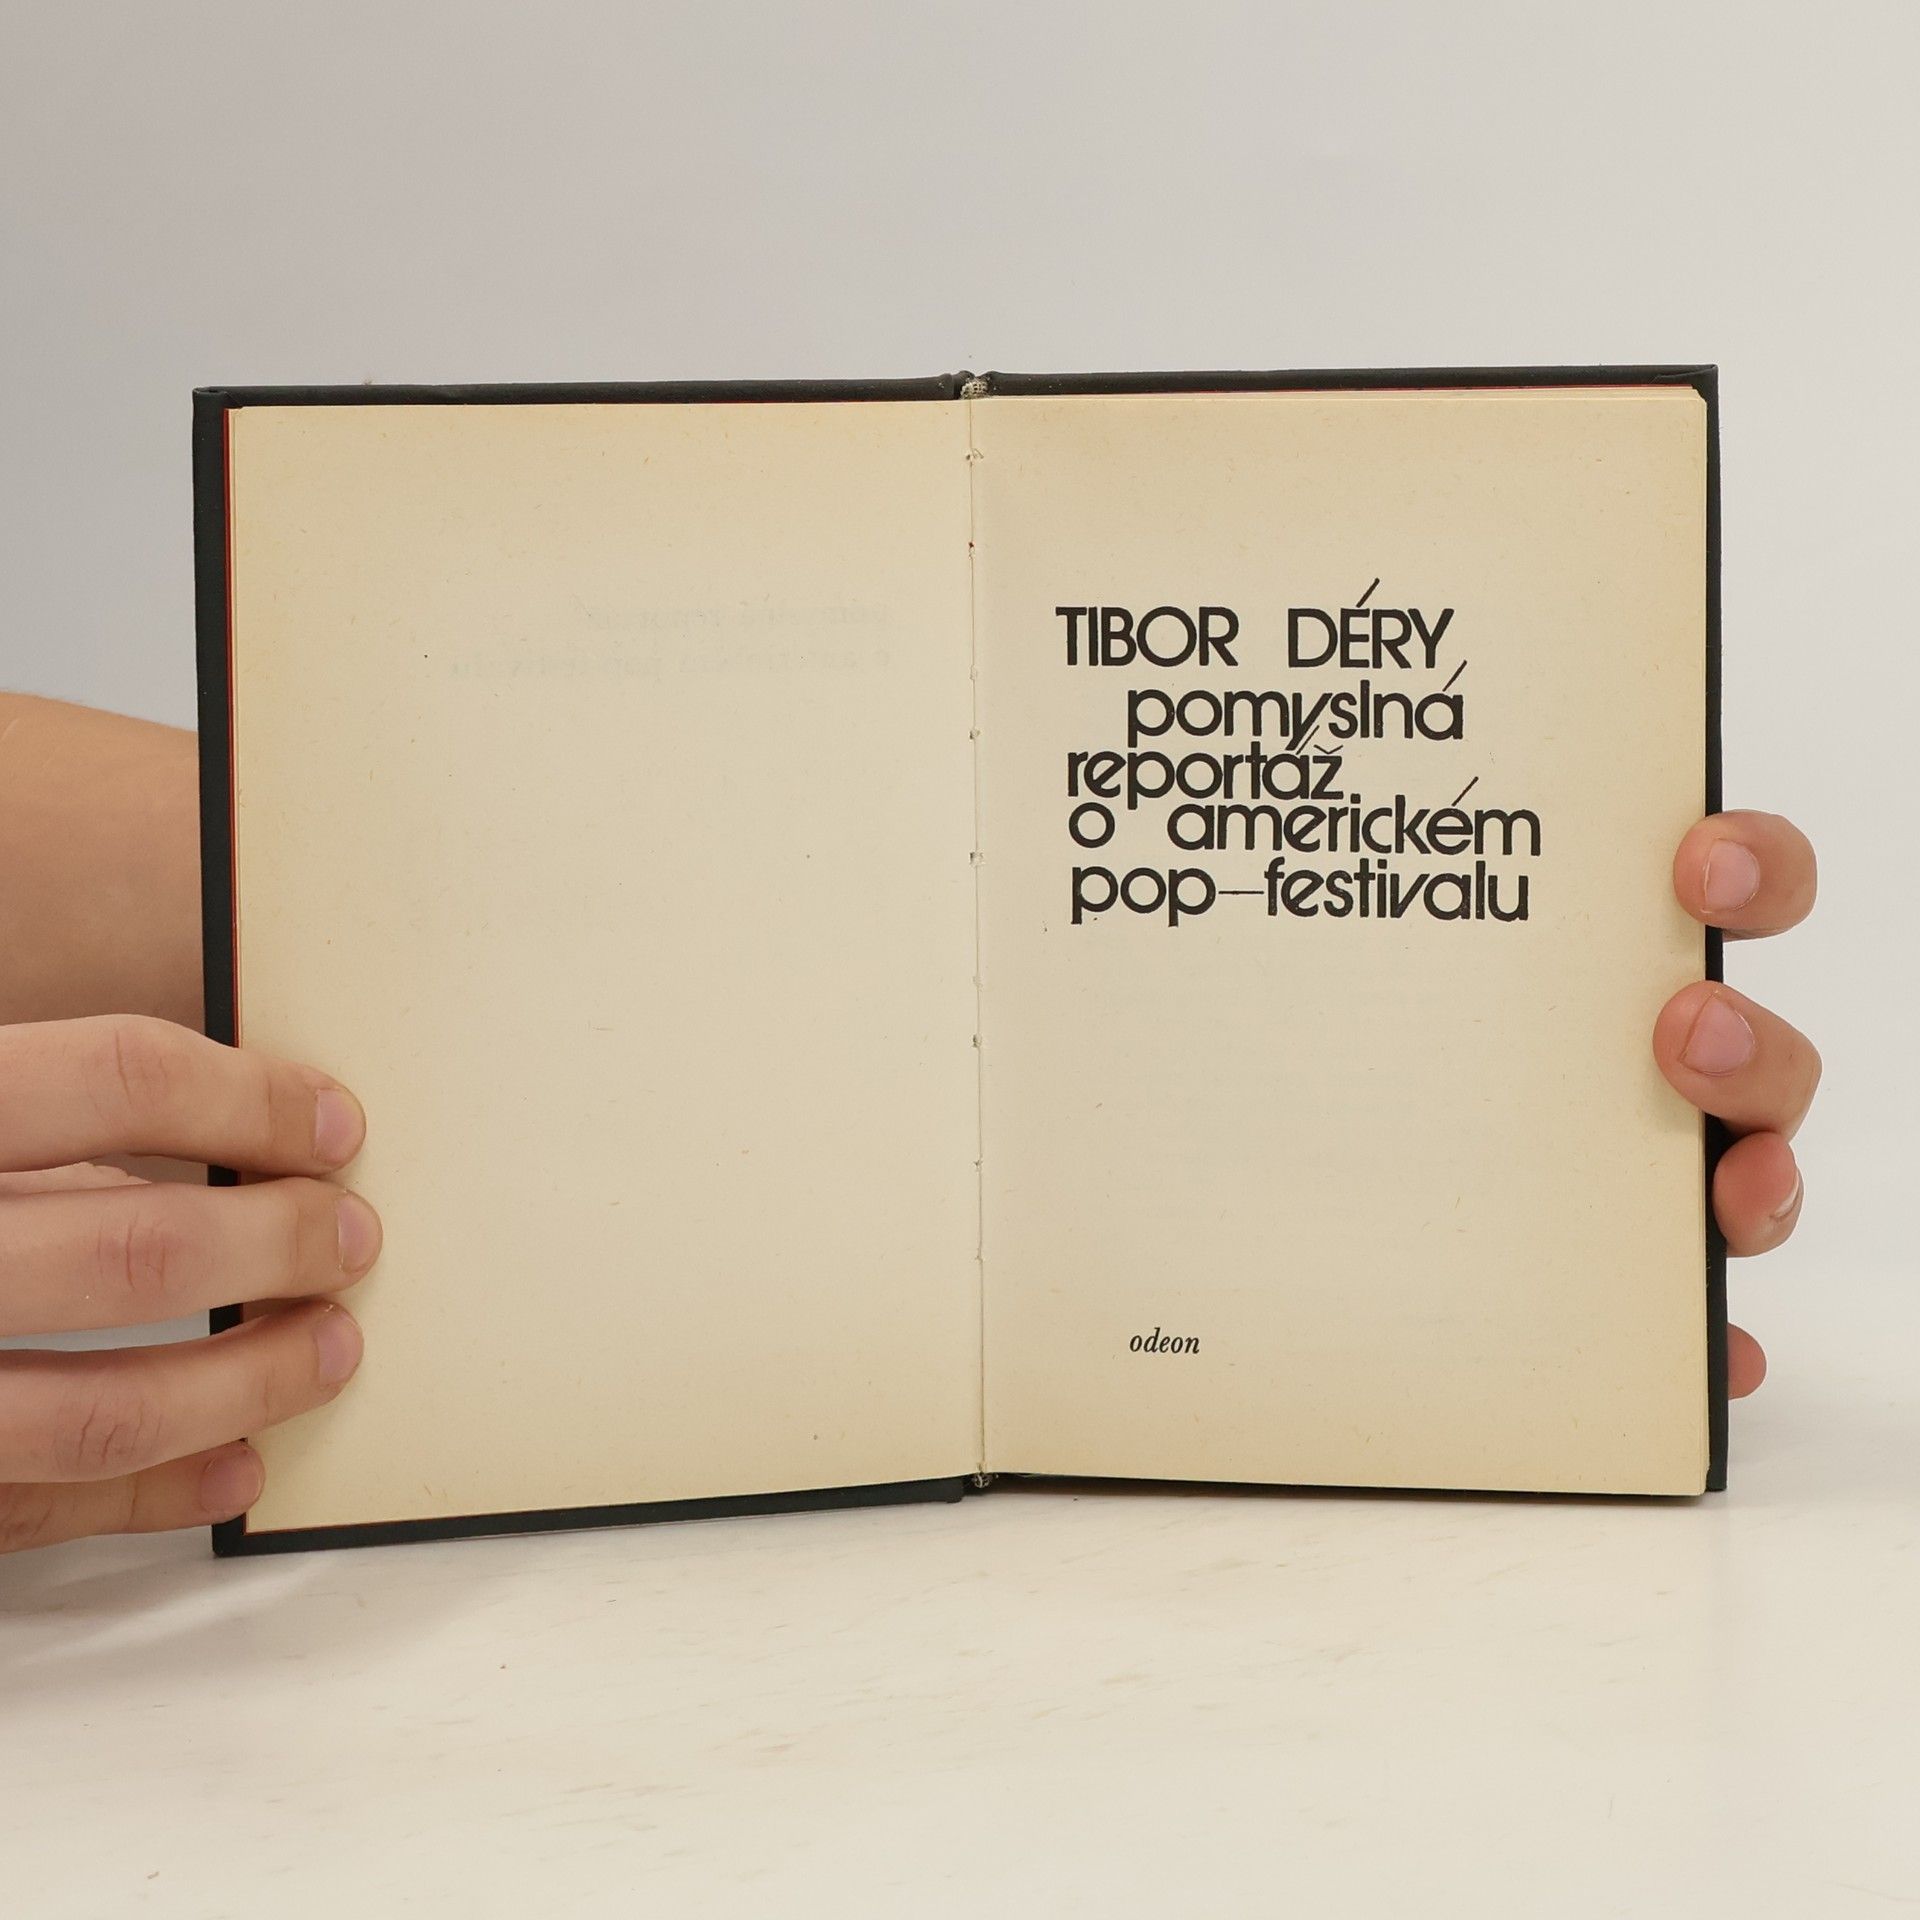 TIBOR DÉRY
pomyslná
reportáž
o americkém
pop–festivalu
odeon